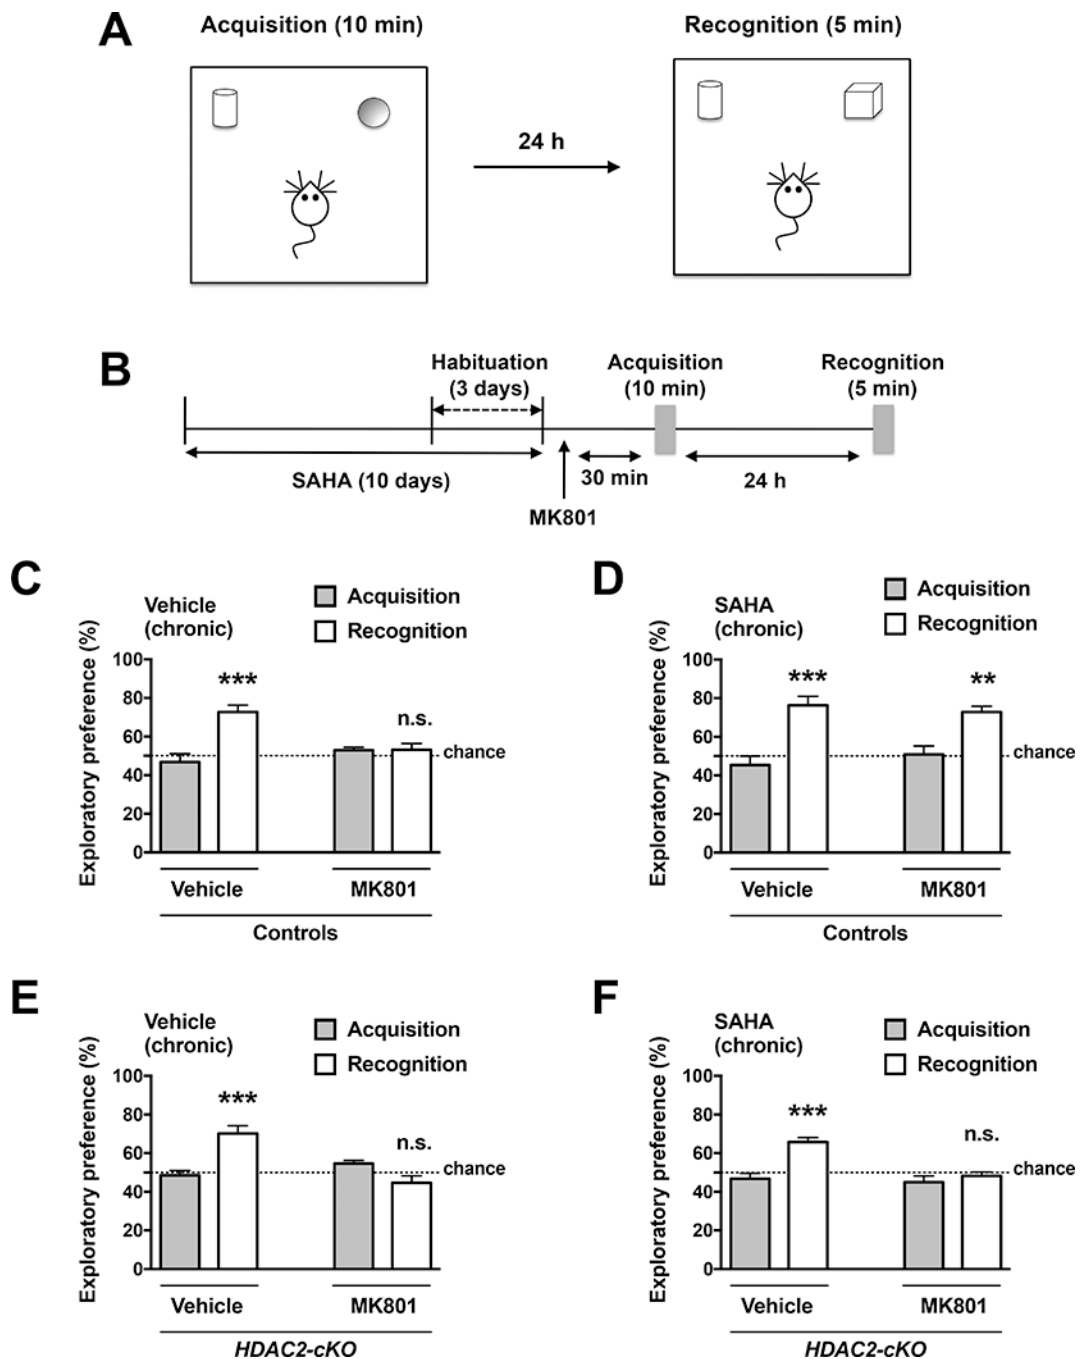 A
Acquisition (10 min)
Recognition (5 min)
24 h
B
Habituation
(3 days)
Acquisition
(10 min)
Recognition
(5 min)
SAHA (10 days)
30 min
24 h
MK801
C
Vehicle
(chronic)
Acquisition
Recognition
Exploratory preference (%)
100
80
60
40
20
0
***
n.s.
chance
Vehicle
MK801
Controls
D
SAHA
(chronic)
Acquisition
Recognition
Exploratory preference (%)
100
80
60
40
20
0
***
**
chance
Vehicle
MK801
Controls
E
Vehicle
(chronic)
Acquisition
Recognition
Exploratory preference (%)
100
80
60
40
20
0
***
n.s.
chance
Vehicle
MK801
HDAC2-cKO
F
SAHA
(chronic)
Acquisition
Recognition
Exploratory preference (%)
100
80
60
40
20
0
***
n.s.
chance
Vehicle
MK801
HDAC2-cKO